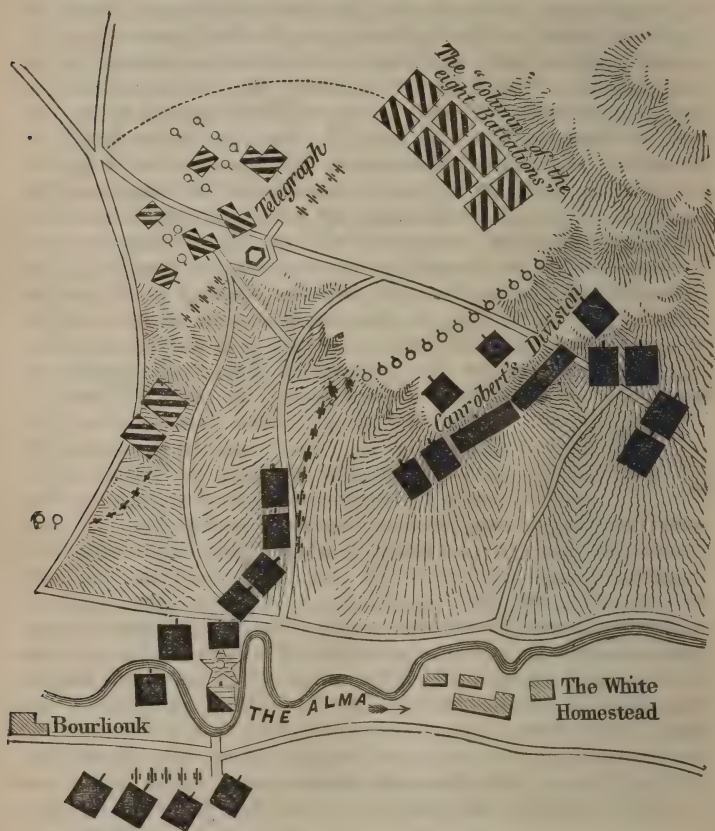 The "Column of the
eight Battalions"
Telegraph
Canrobert's Division
THE ALMA
Bourliouk
The White
Homestead